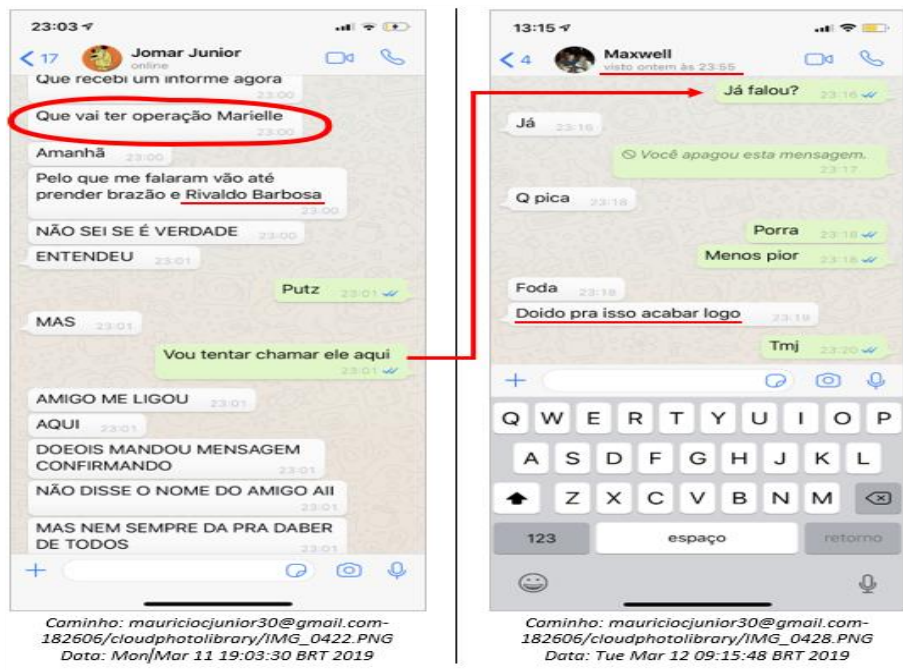 23:03
17
Jomar Junior
online
Que recebi um informe agora
23:00
Que vai ter operação Marielle
23:00
Amanhã 23:00
Pelo que me falaram vão até
prender brazão e Rivaldo Barbosa
23:00
NÃO SEI SE É VERDADE 23:00
ENTENDEU 23:01
Putz 23:01
MAS 23:01
Vou tentar chamar ele aqui
23:01
AMIGO ME LIGOU 23:01
AQUI 23:01
DOEOIS MANDOU MENSAGEM
CONFIRMANDO 23:01
NÃO DISSE O NOME DO AMIGO AII
23:01
MAS NEM SEMPRE DA PRA DABER
DE TODOS 23:01
Caminho: mauriciocjunior30@gmail.com-
182606/cloudphotolibrary/IMG_0422.PNG
Data: Mon Mar 11 19:03:30 BRT 2019
13:15
4
Maxwell
visto ontem às 23:55
Já falou? 23:16
Já 23:16
Você apagou esta mensagem.
23:17
Q pica 23:18
Porra 23:18
Menos pior 23:18
Foda 23:18
Doido pra isso acabar logo 23:19
Tmj 23:20
Q W E R T Y U I O P
A S D F G H J K L
Z X C V B N M
123 espaço retorno
Caminho: mauriciocjunior30@gmail.com-
182606/cloudphotolibrary/IMG_0428.PNG
Data: Tue Mar 12 09:15:48 BRT 2019